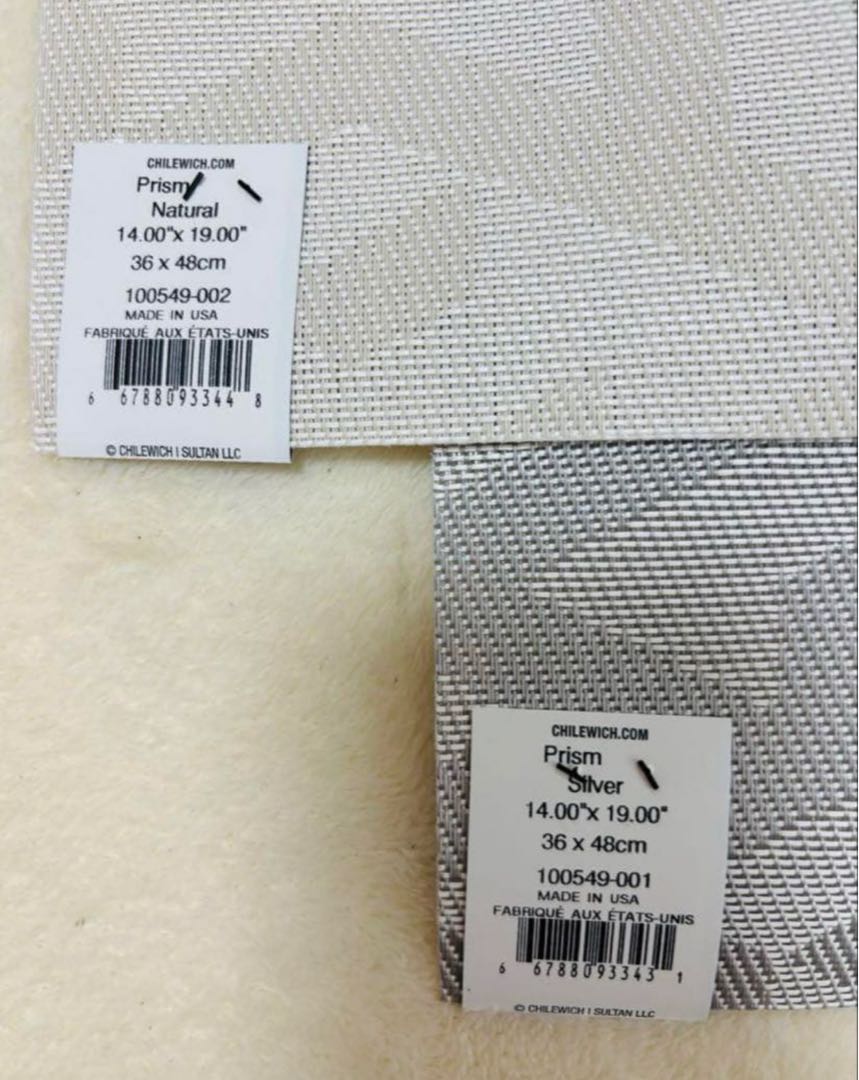 CHILEWICH.COM
Prism
Natural
14.00"x 19.00"
36 x 48cm
100549-002
MADE IN USA
FABRIQUÉ AUX ÉTATS-UNIS
6 6788093344 8
© CHILEWICH | SULTAN LLC
CHILEWICH.COM
Prism
Silver
14.00"x 19.00"
36 x 48cm
100549-001
MADE IN USA
FABRIQUÉ AUX ÉTATS-UNIS
6 6788093343 1
© CHILEWICH | SULTAN LLC